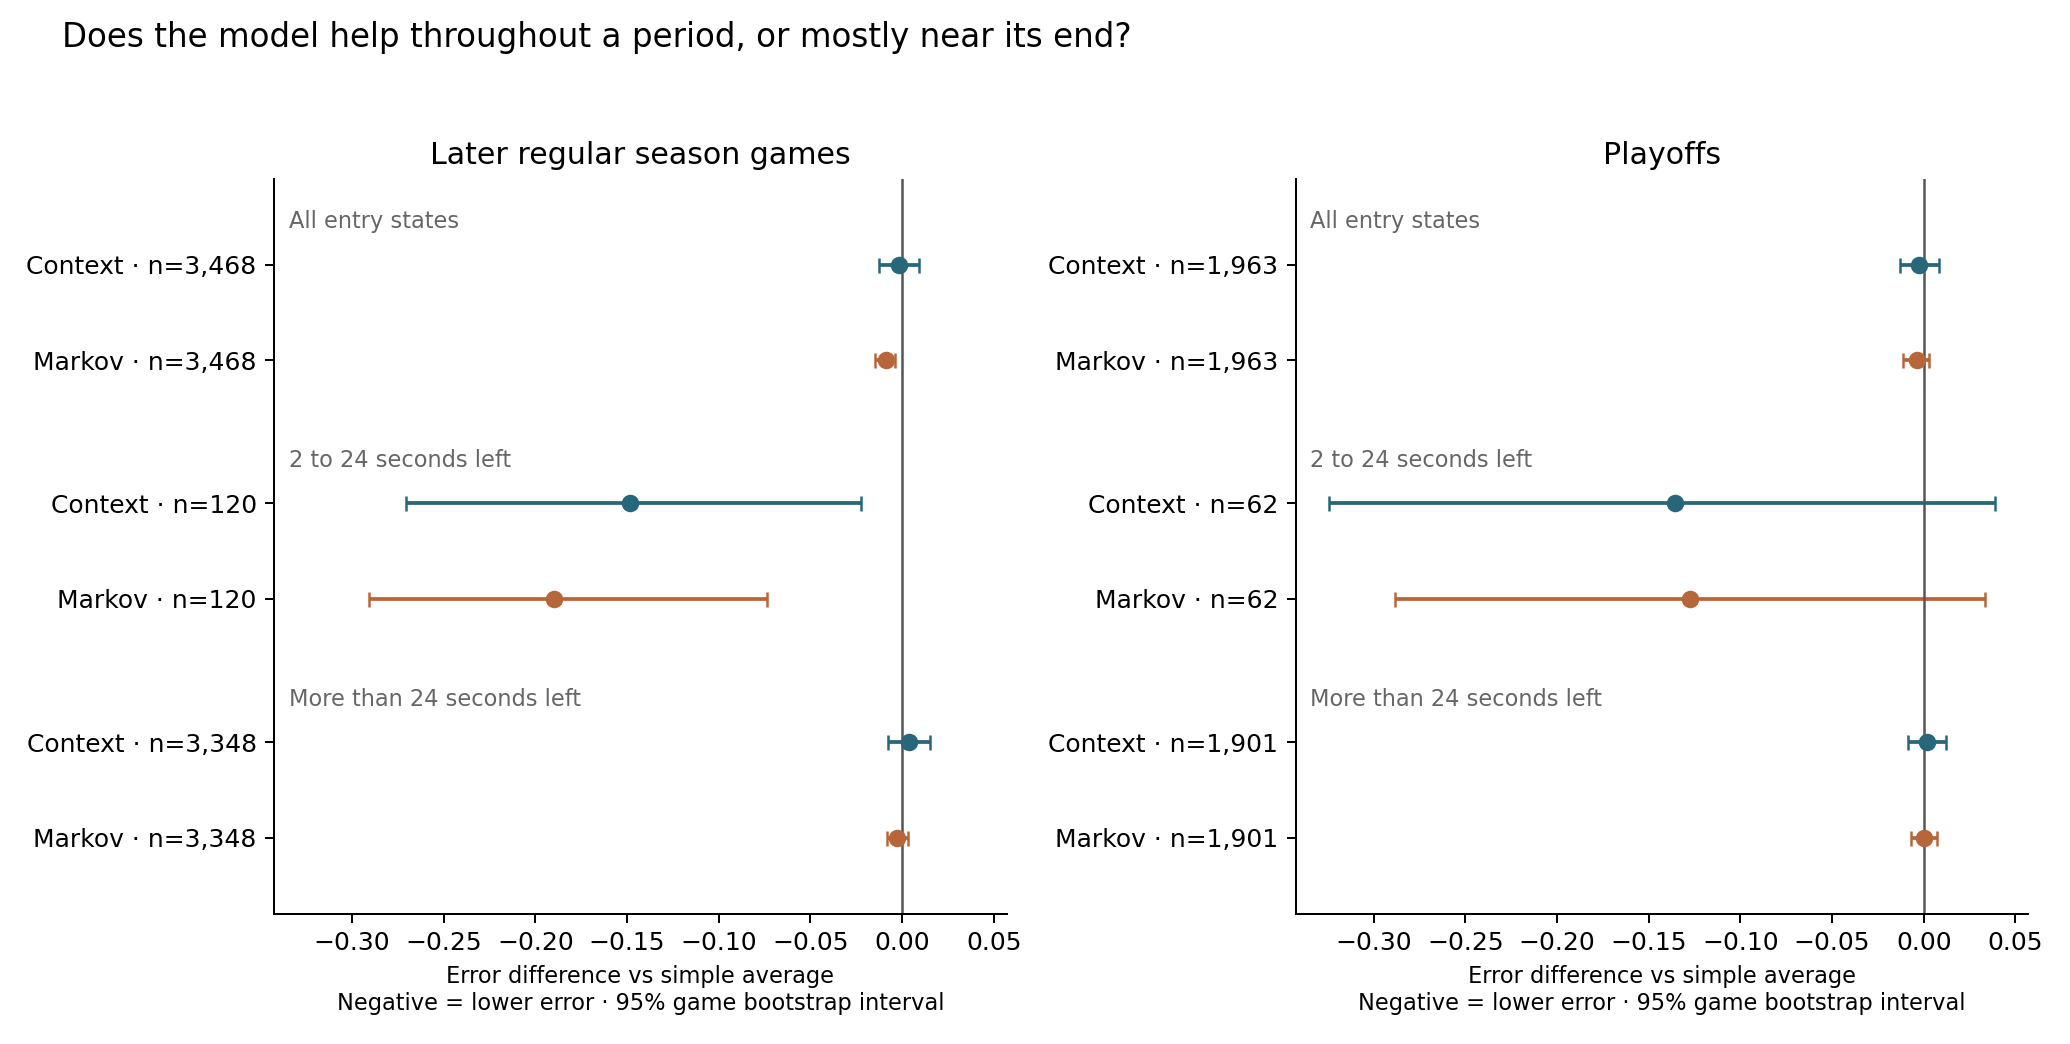 Does the model help throughout a period, or mostly near its end?
Later regular season games
All entry states
Context · n=3,468
Markov · n=3,468
2 to 24 seconds left
Context · n=120
Markov · n=120
More than 24 seconds left
Context · n=3,348
Markov · n=3,348
−0.30 −0.25 −0.20 −0.15 −0.10 −0.05 0.00 0.05
Error difference vs simple average
Negative = lower error · 95% game bootstrap interval
Playoffs
All entry states
Context · n=1,963
Markov · n=1,963
2 to 24 seconds left
Context · n=62
Markov · n=62
More than 24 seconds left
Context · n=1,901
Markov · n=1,901
−0.30 −0.25 −0.20 −0.15 −0.10 −0.05 0.00 0.05
Error difference vs simple average
Negative = lower error · 95% game bootstrap interval